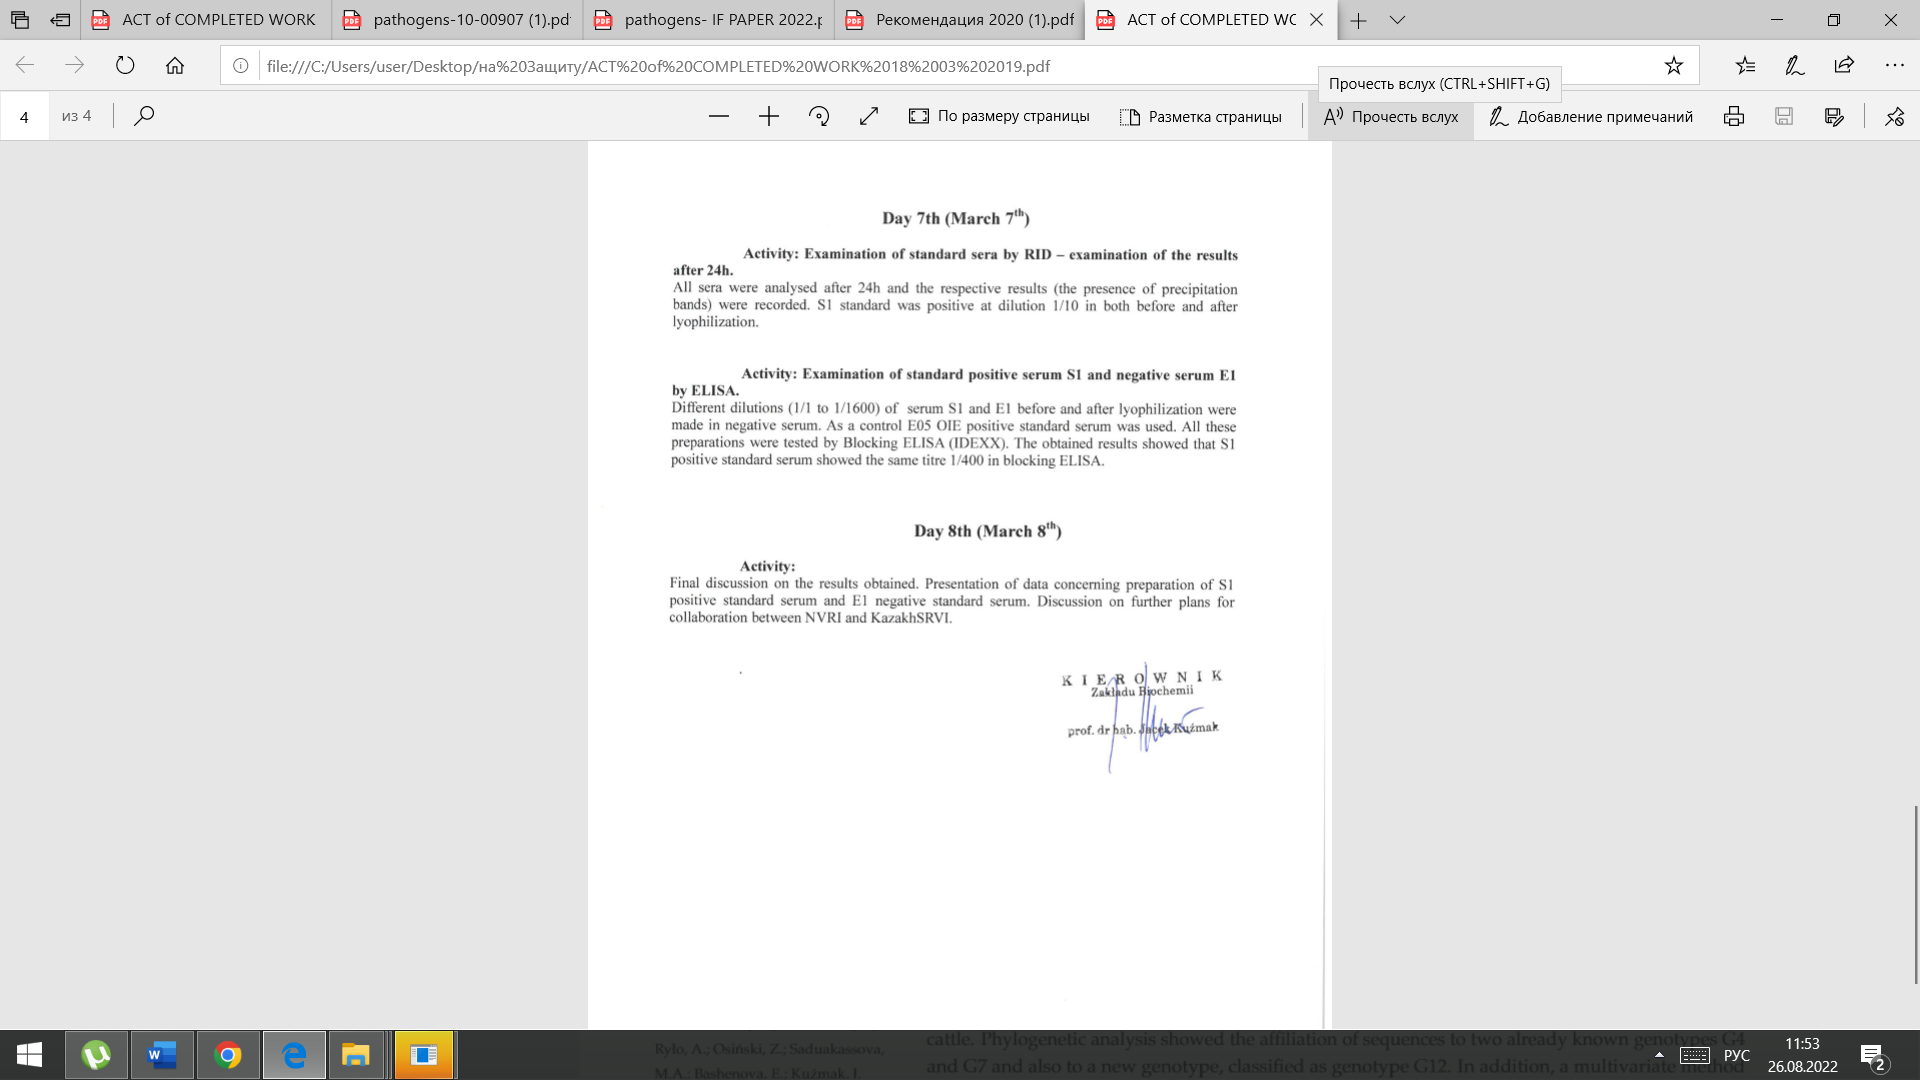 ACT of COMPLETED WORK
pathogens-10-00907 (1).pd
pathogens- IF PAPER 2022.p
Рекомендация 2020 (1).pdf
ACT of COMPLETED WO
file:///C:/Users/user/Desktop/на%20Защиту/ACT%20of%20COMPLETED%20WORK%2018%2003%202019.pdf
Прочесть вслух (CTRL+SHIFT+G)
4 из 4
По размеру страницы
Разметка страницы
Прочесть вслух
Добавление примечаний
Day 7th (March 7th)
Activity: Examination of standard sera by RID – examination of the results
after 24h.
All sera were analysed after 24h and the respective results (the presence of precipitation
bands) were recorded. S1 standard was positive at dilution 1/10 in both before and after
lyophilization.
Activity: Examination of standard positive serum S1 and negative serum E1
by ELISA.
Different dilutions (1/1 to 1/1600) of serum S1 and E1 before and after lyophilization were
made in negative serum. As a control E05 OIE positive standard serum was used. All these
preparations were tested by Blocking ELISA (IDEXX). The obtained results showed that S1
positive standard serum showed the same titre 1/400 in blocking ELISA.
Day 8th (March 8th)
Activity:
Final discussion on the results obtained. Presentation of data concerning preparation of S1
positive standard serum and E1 negative standard serum. Discussion on further plans for
collaboration between NVRI and KazakhSRVI.
K I E R O W N I K
Zakładu Biochemii
prof. dr hab. Jacek Kuźmak
Ryło, A.; Osiński, Z.; Saduakassova,
M.A.; Bashenova, E.; Kuźmak, J.
cattle. Phylogenetic analysis showed the affiliation of sequences to two already known genotypes G4
and G7 and also to a new genotype, classified as genotype G12. In addition, a multivariate method
РУС
11:53
26.08.2022
2